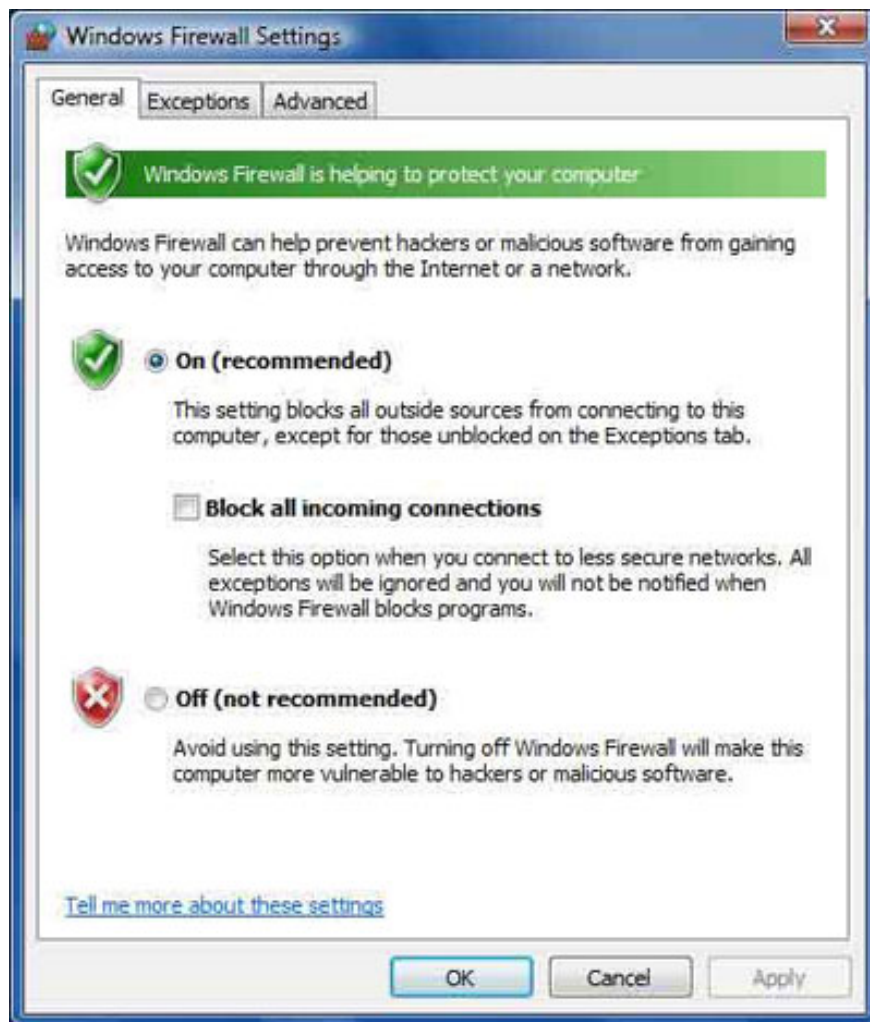 Windows Firewall Settings
General
Exceptions
Advanced
Windows Firewall is helping to protect your computer
Windows Firewall can help prevent hackers or malicious software from gaining
access to your computer through the Internet or a network.
On (recommended)
This setting blocks all outside sources from connecting to this
computer, except for those unblocked on the Exceptions tab.
Block all incoming connections
Select this option when you connect to less secure networks. All
exceptions will be ignored and you will not be notified when
Windows Firewall blocks programs.
Off (not recommended)
Avoid using this setting. Turning off Windows Firewall will make this
computer more vulnerable to hackers or malicious software.
Tell me more about these settings
OK
Cancel
Apply